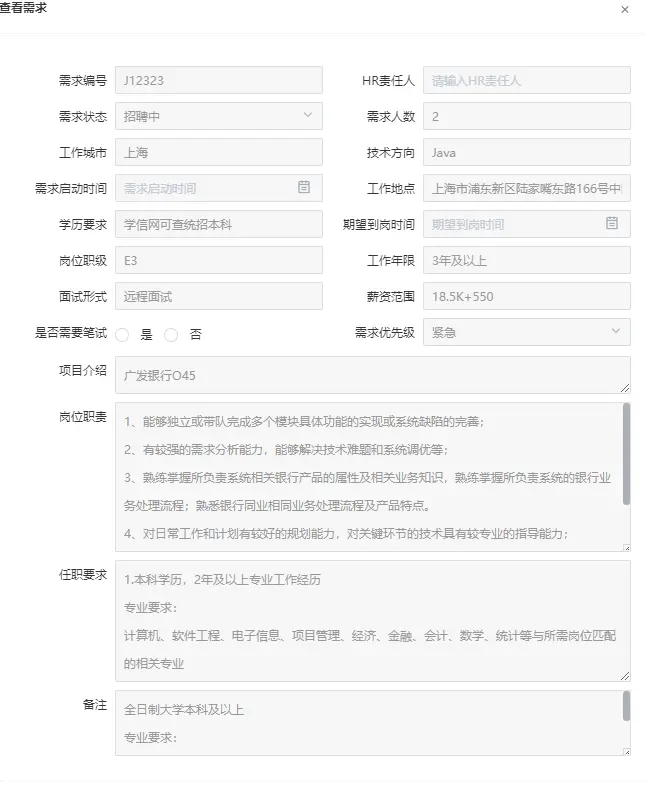 查看需求
需求编号 J12323 HR责任人 请输入HR责任人
需求状态 招聘中 需求人数 2
工作城市 上海 技术方向 Java
需求启动时间 需求启动时间 工作地点 上海市浦东新区陆家嘴东路166号中
学历要求 学信网可查统招本科 期望到岗时间 期望到岗时间
岗位职级 E3 工作年限 3年及以上
面试形式 远程面试 薪资范围 18.5K+550
是否需要笔试 是 否 需求优先级 紧急
项目介绍 广发银行O45
岗位职责 1、能够独立或带队完成多个模块具体功能的实现或系统缺陷的完善;
2、有较强的需求分析能力，能够解决技术难题和系统调优等;
3、熟练掌握所负责系统相关银行产品的属性及相关业务知识，熟练掌握所负责系统的银行业
务处理流程；熟悉银行同业相同业务处理流程及产品特点。
4、对日常工作和计划有较好的规划能力，对关键环节的技术具有较专业的指导能力;
任职要求 1.本科学历，2年及以上专业工作经历
专业要求:
计算机、软件工程、电子信息、项目管理、经济、金融、会计、数学、统计等与所需岗位匹配
的相关专业
备注 全日制大学本科及以上
专业要求: